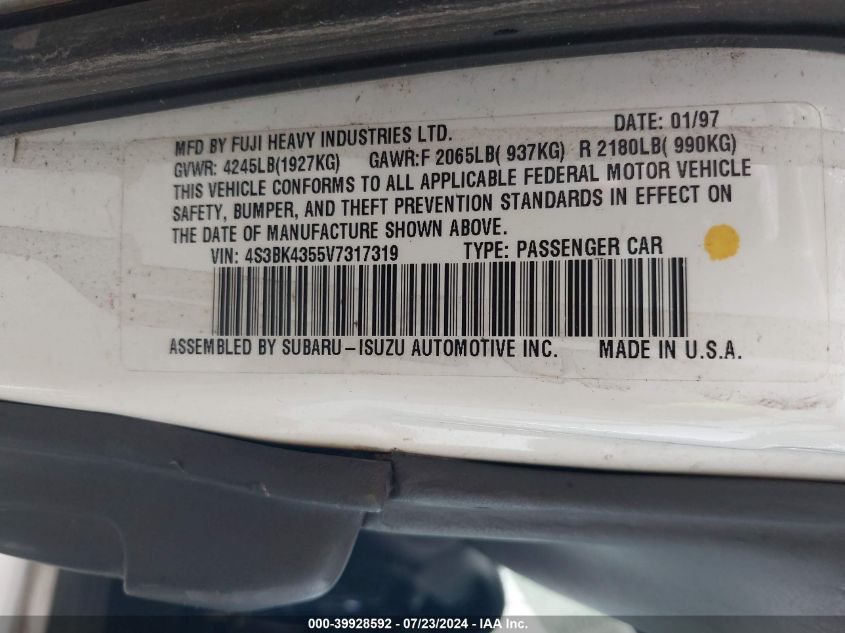 DATE: 01/97
MFD BY FUJI HEAVY INDUSTRIES LTD.
GVWR: 4245LB(1927KG) GAWR:F 2065LB( 937KG) R 2180LB( 990KG)
THIS VEHICLE CONFORMS TO ALL APPLICABLE FEDERAL MOTOR VEHICLE
SAFETY, BUMPER, AND THEFT PREVENTION STANDARDS IN EFFECT ON
THE DATE OF MANUFACTURE SHOWN ABOVE.
VIN: 4S3BK4355V7317319 TYPE: PASSENGER CAR
ASSEMBLED BY SUBARU-ISUZU AUTOMOTIVE INC. MADE IN U.S.A.
000-39928592 / 07/23/2024 - IAA Inc.